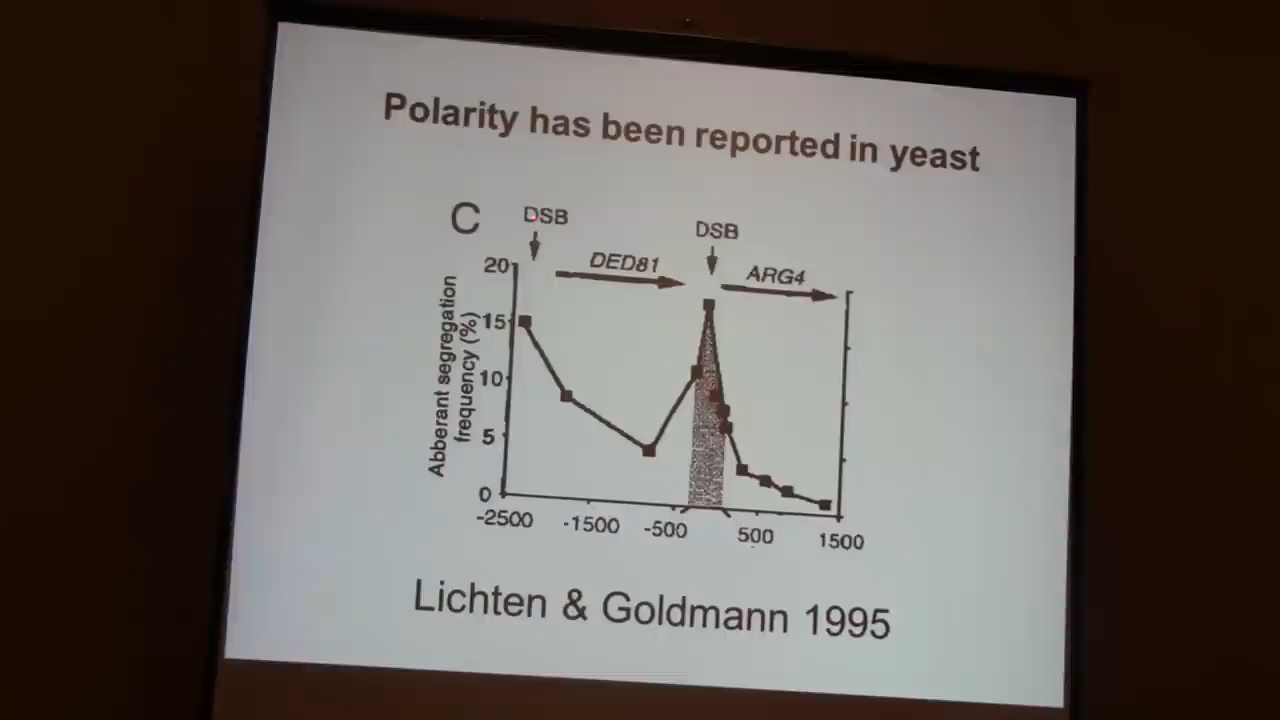 Polarity has been reported in yeast
C
DSB
DSB
DED81
ARG4
Abberant segregation
frequency (%)
20
15
10
5
0
-2500 -1500 -500 500 1500
Lichten & Goldmann 1995